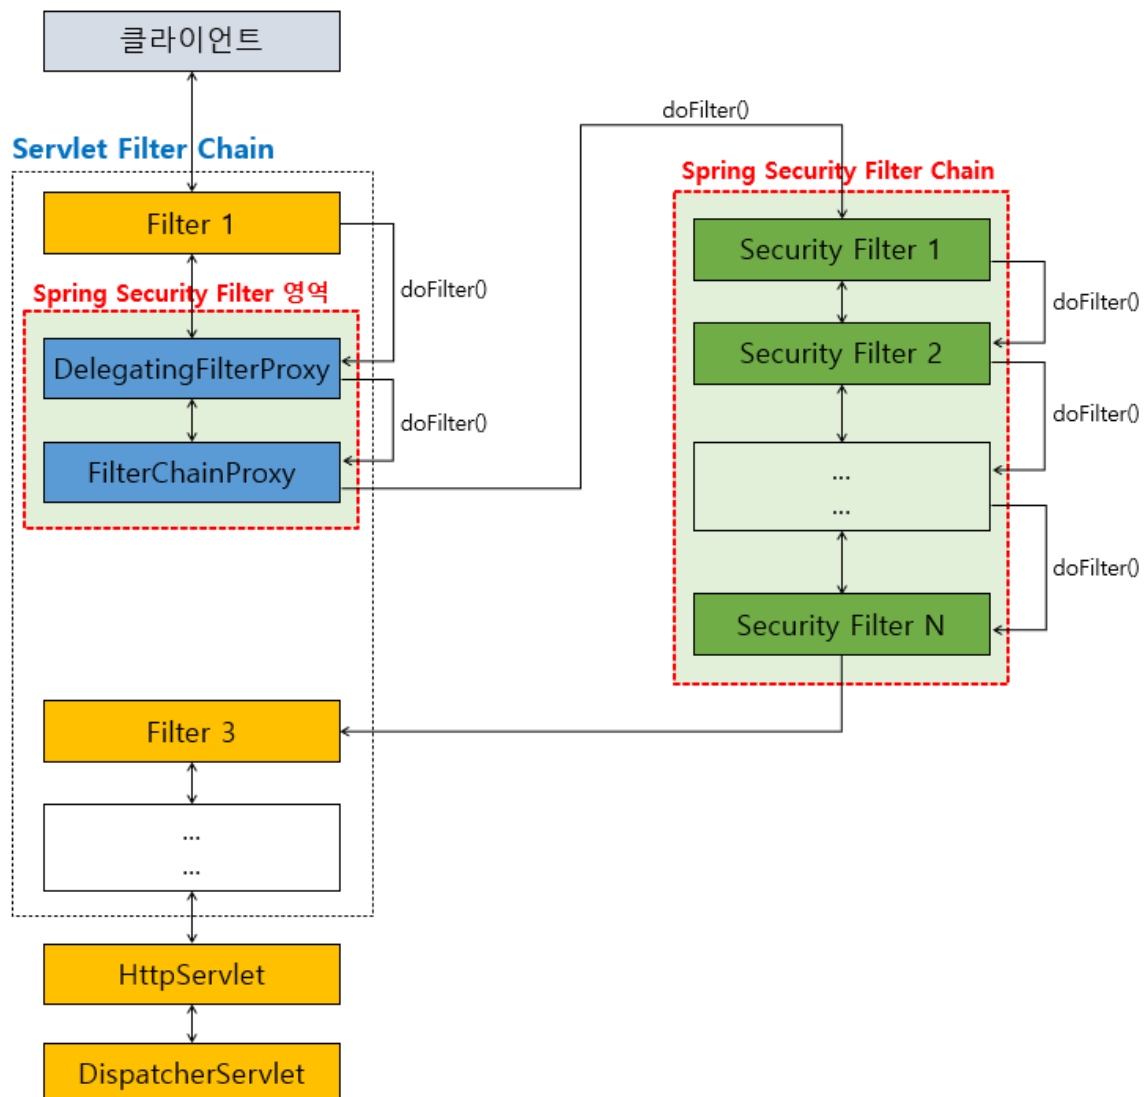 클라이언트
doFilter()
Servlet Filter Chain
Spring Security Filter Chain
Filter 1
Security Filter 1
doFilter()
Spring Security Filter 영역
doFilter()
DelegatingFilterProxy
Security Filter 2
doFilter()
doFilter()
FilterChainProxy
...
...
doFilter()
Security Filter N
Filter 3
...
...
HttpServlet
DispatcherServlet